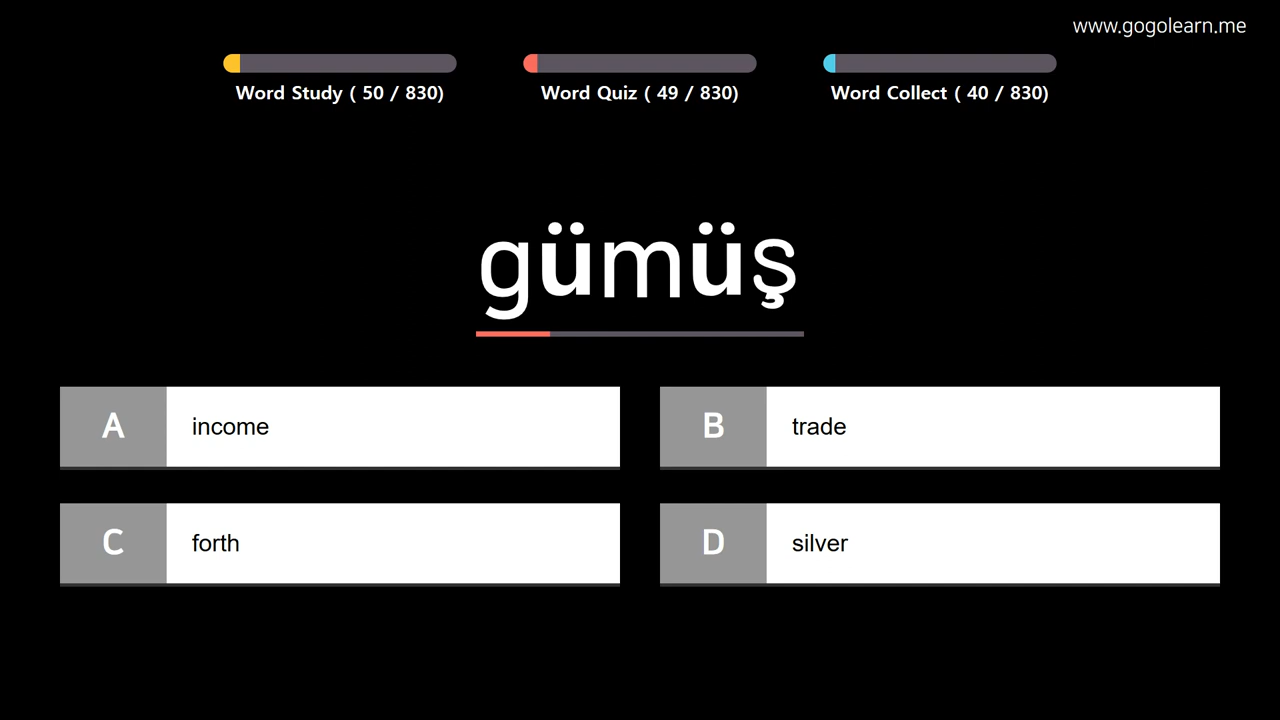 www.gogolearn.me
Word Study ( 50 / 830)
Word Quiz ( 49 / 830)
Word Collect ( 40 / 830)
gümüş
A income
B trade
C forth
D silver